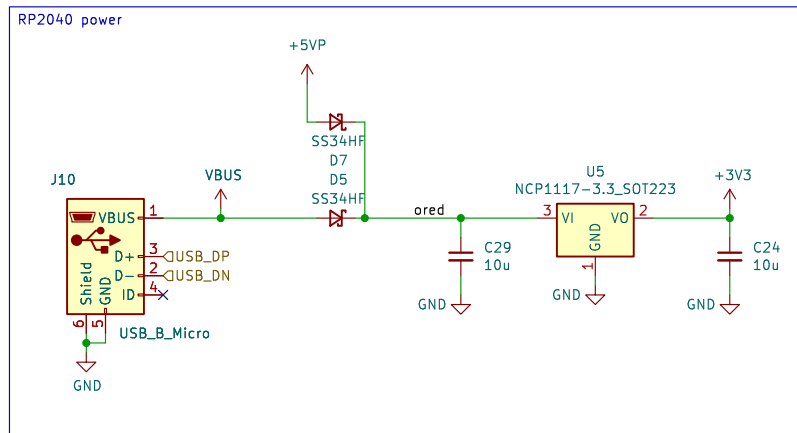 RP2040 power
+5VP
SS34HF
D7
D5
SS34HF
J10
VBUS
U5
NCP1117-3.3_SOT223
+3V3
VBUS
1
ored
3
VI
VO
2
GND
1
D+
3
USB_DP
D-
2
USB_DN
ID
4
Shield
GND
6
5
C29
10u
C24
10u
GND
GND
GND
USB_B_Micro
GND